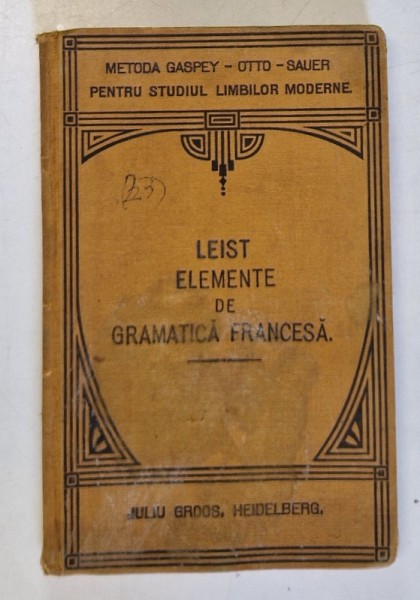 METODA GASPEY - OTTO - SAUER
PENTRU STUDIUL LIMBILOR MODERNE.
(23)
LEIST
ELEMENTE
DE
GRAMATICĂ FRANCESĂ.
JULIU GROOS, HEIDELBERG.